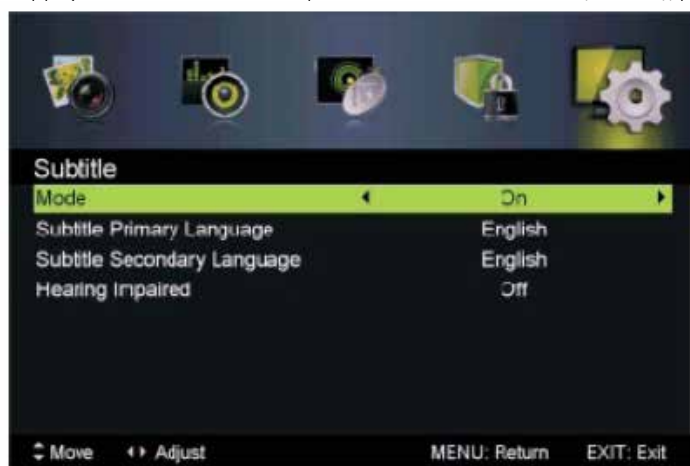 Subtitle
Mode On
Subtitle Primary Language English
Subtitle Secondary Language English
Hearing Impaired Off
Move Adjust MENU: Return EXIT: Exit